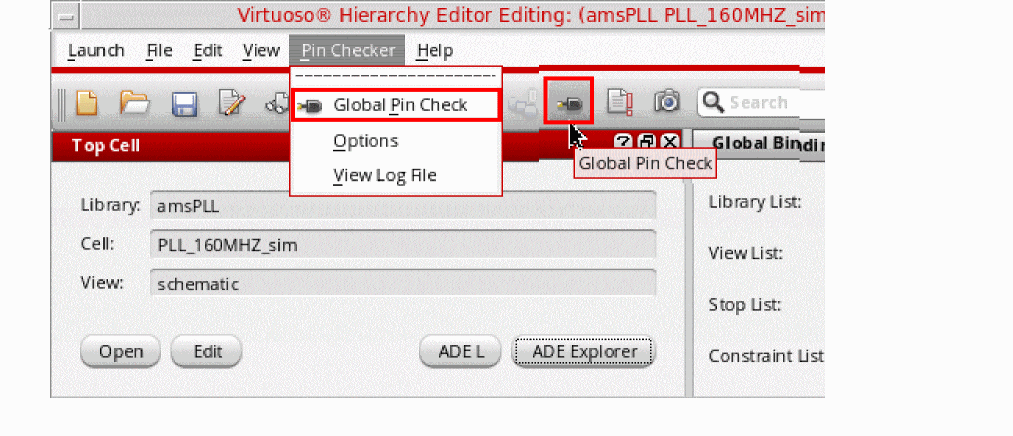 Virtuoso® Hierarchy Editor Editing: (amsPLL PLL_160MHZ_sim
Launch File Edit View Pin Checker Help
Global Pin Check
Search
Options
Top Cell
Global Bin
Global Pin Check
View Log File
Library: amsPLL
Library List:
Cell: PLL_160MHZ_sim
View List:
View: schematic
Stop List:
Open Edit ADE L ADE Explorer
Constraint List